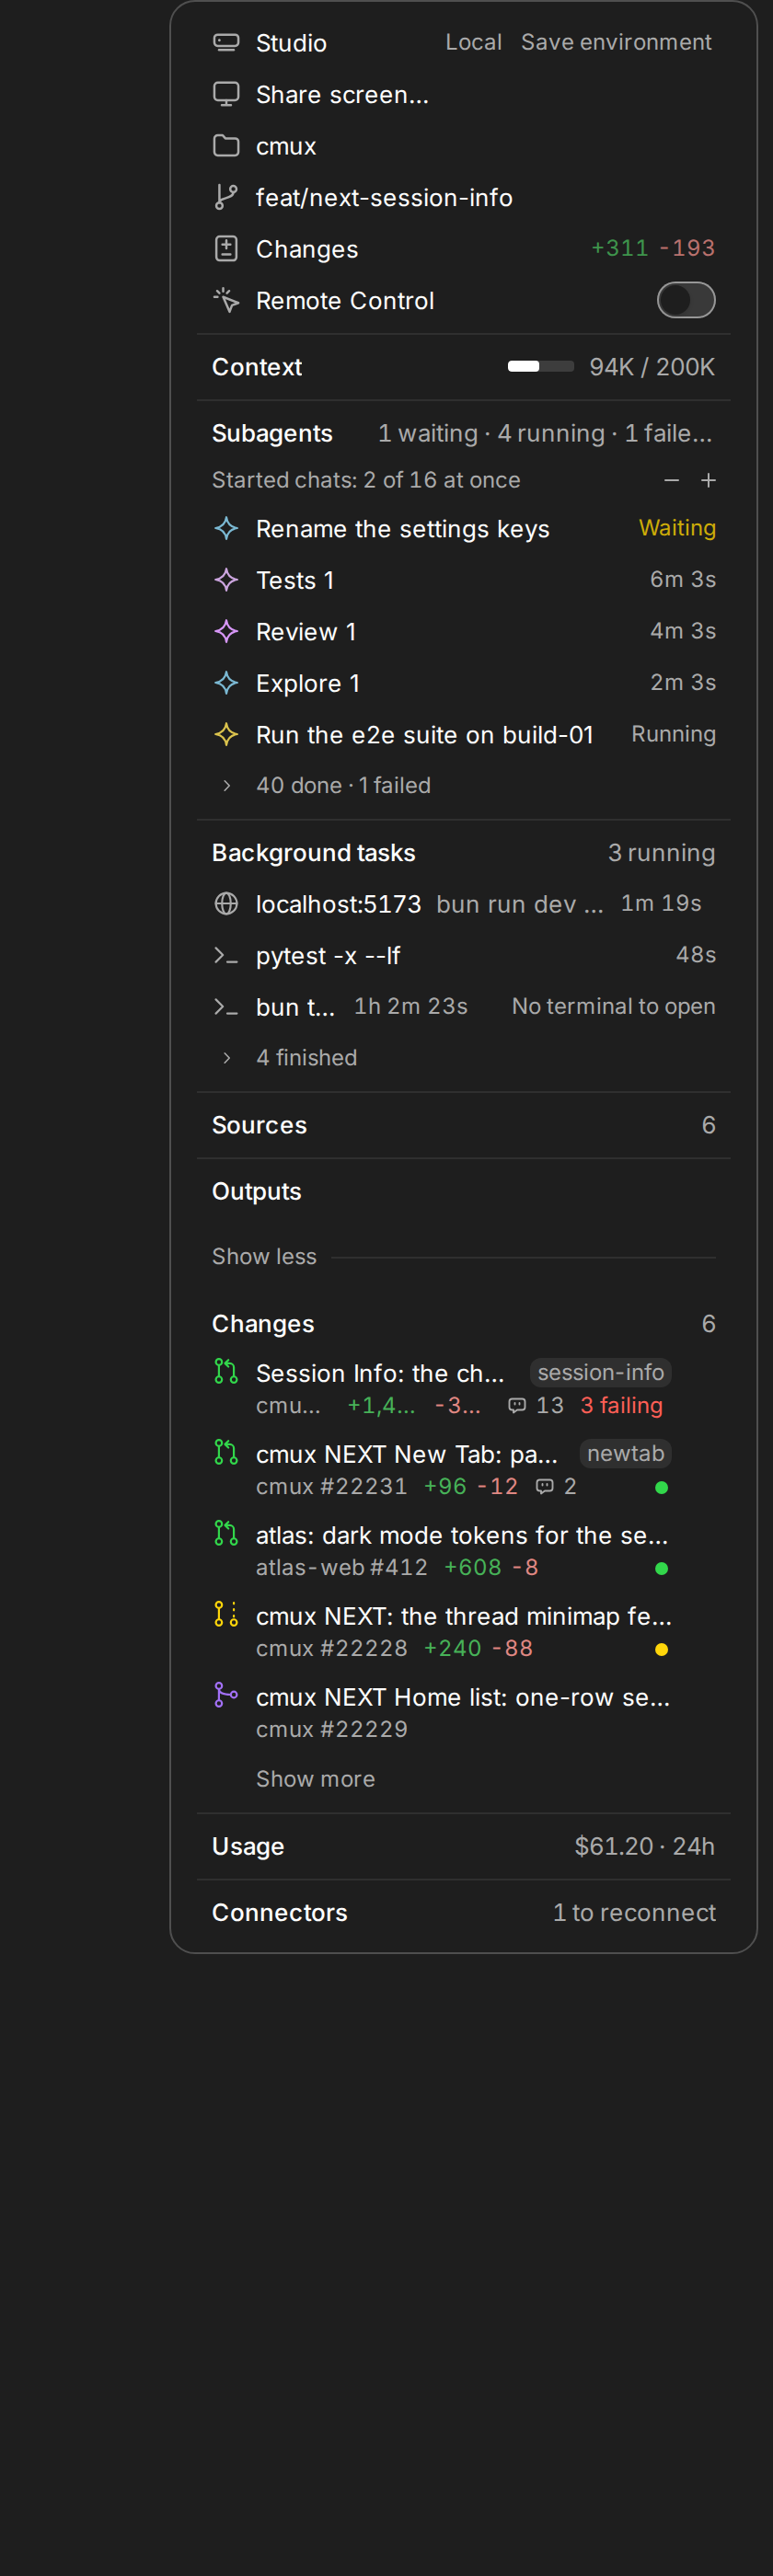 Studio Local Save environment
Share screen...
cmux
feat/next-session-info
Changes +311 -193
Remote Control
Context 94K / 200K
Subagents 1 waiting · 4 running · 1 faile...
Started chats: 2 of 16 at once − +
Rename the settings keys Waiting
Tests 1 6m 3s
Review 1 4m 3s
Explore 1 2m 3s
Run the e2e suite on build-01 Running
40 done · 1 failed
Background tasks 3 running
localhost:5173 bun run dev ... 1m 19s
pytest -x --lf 48s
bun t... 1h 2m 23s No terminal to open
4 finished
Sources 6
Outputs
Show less
Changes 6
Session Info: the ch... session-info
cmu... +1,4... -3... 13 3 failing
cmux NEXT New Tab: pa... newtab
cmux #22231 +96 -12 2
atlas: dark mode tokens for the se...
atlas-web #412 +608 -8
cmux NEXT: the thread minimap fe...
cmux #22228 +240 -88
cmux NEXT Home list: one-row se...
cmux #22229
Show more
Usage $61.20 · 24h
Connectors 1 to reconnect